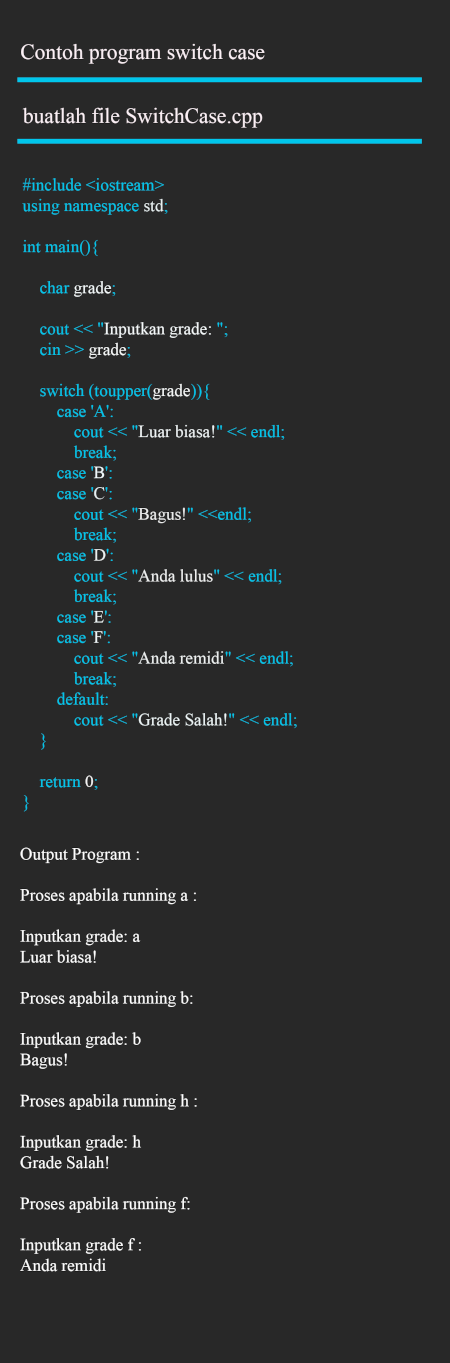 Contoh program switch case
buatlah file SwitchCase.cpp
#include <iostream>
using namespace std;
int main(){
char grade;
cout << "Inputkan grade: ";
cin >> grade;
switch (toupper(grade)){
case 'A':
cout << "Luar biasa!" << endl;
break;
case 'B':
case 'C':
cout << "Bagus!" <<endl;
break;
case 'D':
cout << "Anda lulus" << endl;
break;
case 'E':
case 'F':
cout << "Anda remidi" << endl;
break;
default:
cout << "Grade Salah!" << endl;
}
return 0;
}
Output Program :
Proses apabila running a :
Inputkan grade: a
Luar biasa!
Proses apabila running b:
Inputkan grade: b
Bagus!
Proses apabila running h :
Inputkan grade: h
Grade Salah!
Proses apabila running f:
Inputkan grade f :
Anda remidi